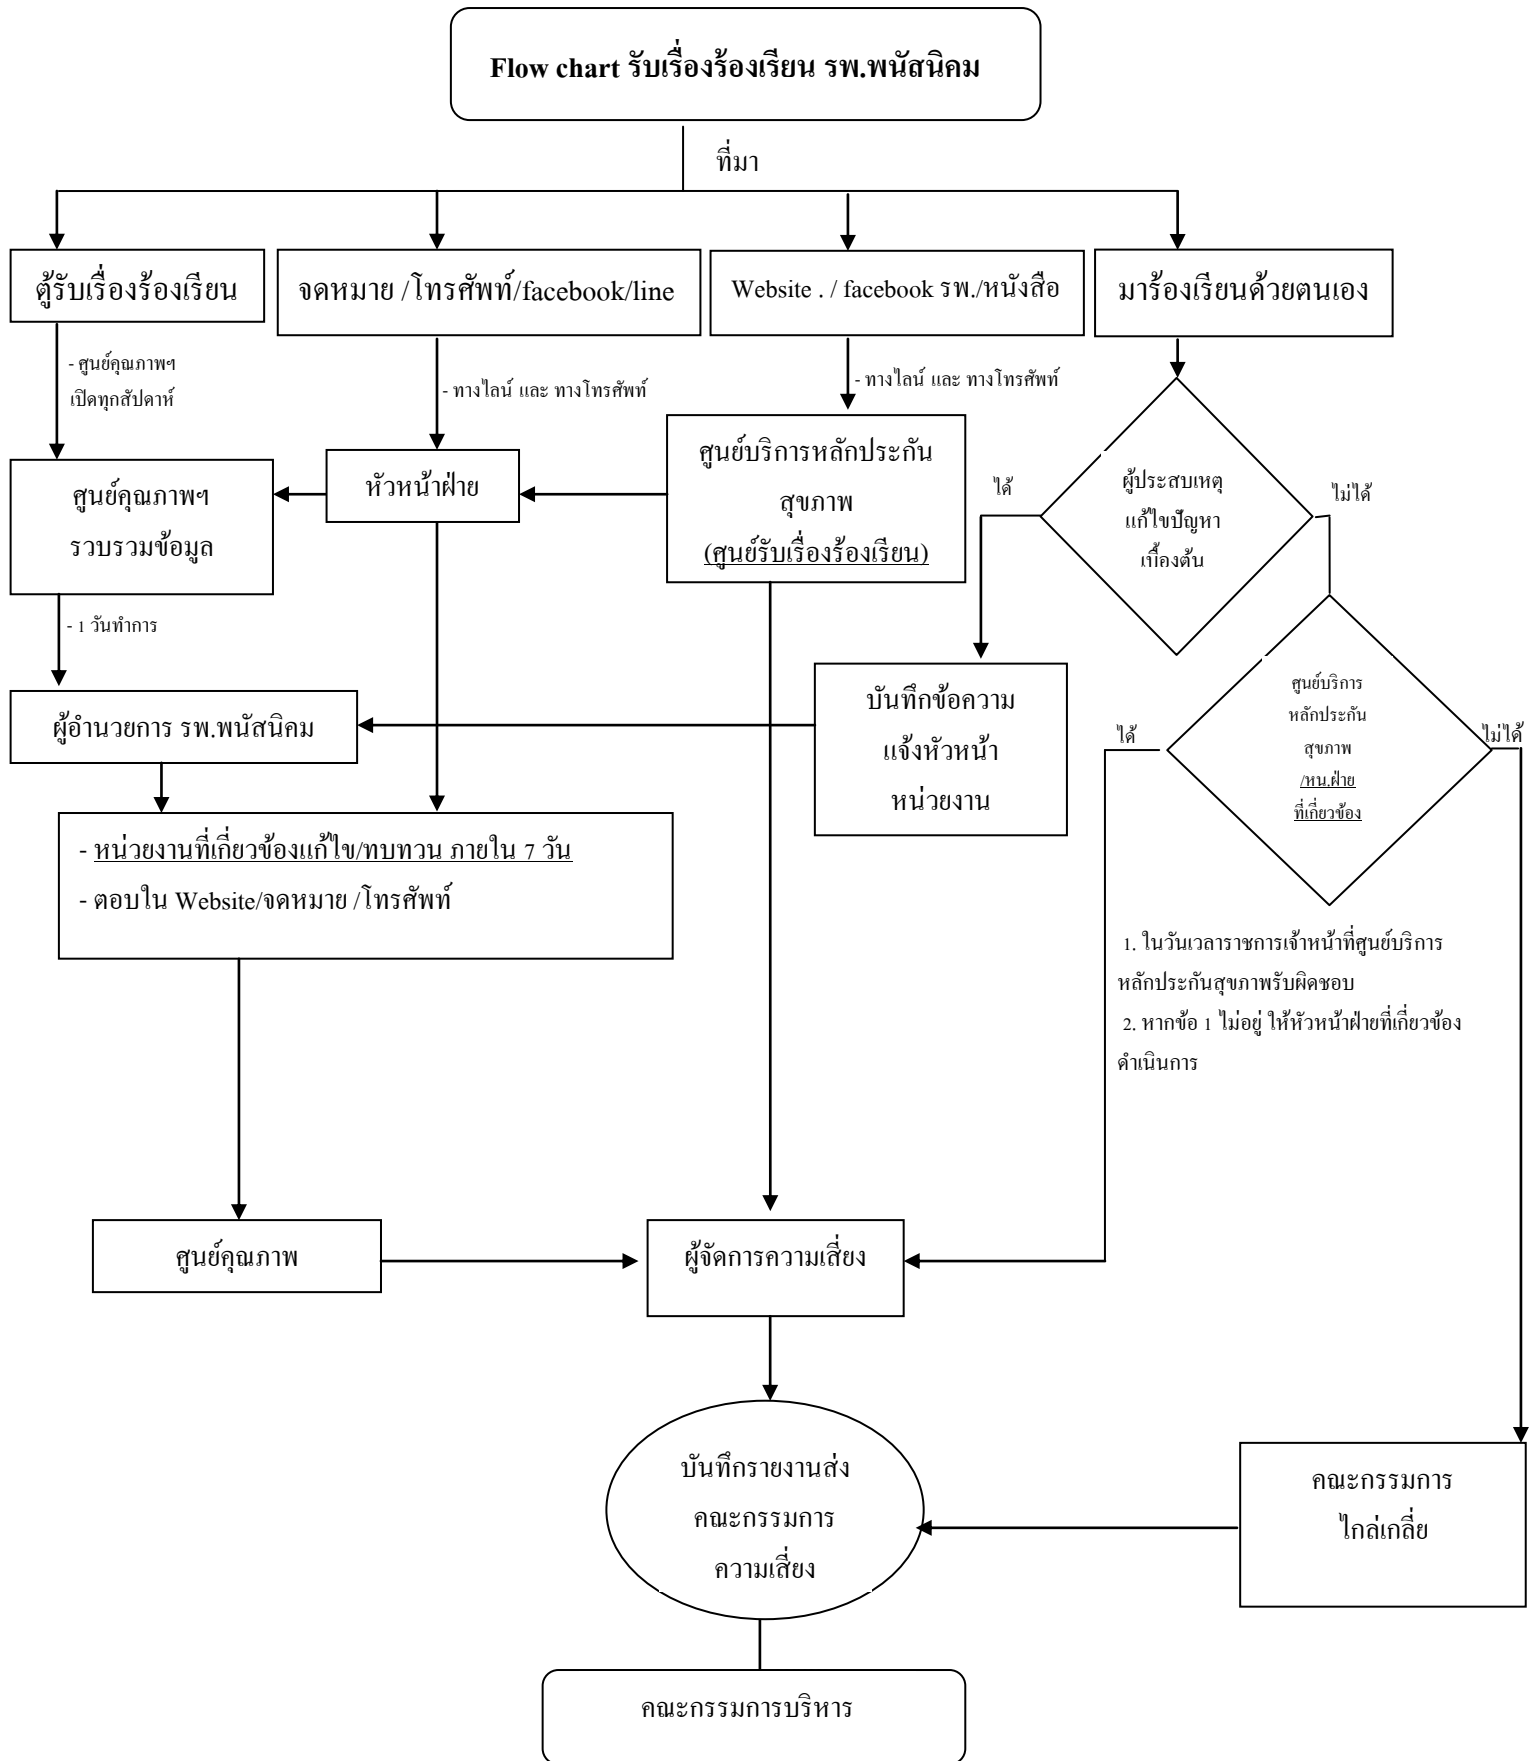 Flow chart รับเรื่องร้องเรียน รพ.พนัสนิคม
ที่มา
ตู้รับเรื่องร้องเรียน
จดหมาย /โทรศัพท์/facebook/line
Website . / facebook รพ./หนังสือ
มาร้องเรียนด้วยตนเอง
- ศูนย์คุณภาพฯ
เปิดทุกสัปดาห์
- ทางไลน์ และ ทางโทรศัพท์
- ทางไลน์ และ ทางโทรศัพท์
ศูนย์คุณภาพฯ
รวบรวมข้อมูล
หัวหน้าฝ่าย
ศูนย์บริการหลักประกัน
สุขภาพ
(ศูนย์รับเรื่องร้องเรียน)
ได้
ผู้ประสบเหตุ
แก้ไขปัญหา
เบื้องต้น
ไม่ได้
- 1 วันทำการ
ผู้อำนวยการ รพ.พนัสนิคม
บันทึกข้อความ
แจ้งหัวหน้า
หน่วยงาน
ได้
ศูนย์บริการ
หลักประกัน
สุขภาพ
/หน.ฝ่าย
ที่เกี่ยวข้อง
ไม่ได้
- หน่วยงานที่เกี่ยวข้องแก้ไข/ทบทวน ภายใน 7 วัน
- ตอบใน Website/จดหมาย /โทรศัพท์
1. ในวันเวลาราชการเจ้าหน้าที่ศูนย์บริการ
หลักประกันสุขภาพรับผิดชอบ
2. หากข้อ 1 ไม่อยู่ ให้หัวหน้าฝ่ายที่เกี่ยวข้อง
ดำเนินการ
ศูนย์คุณภาพ
ผู้จัดการความเสี่ยง
บันทึกรายงานส่ง
คณะกรรมการ
ความเสี่ยง
คณะกรรมการ
ไกล่เกลี่ย
คณะกรรมการบริหาร